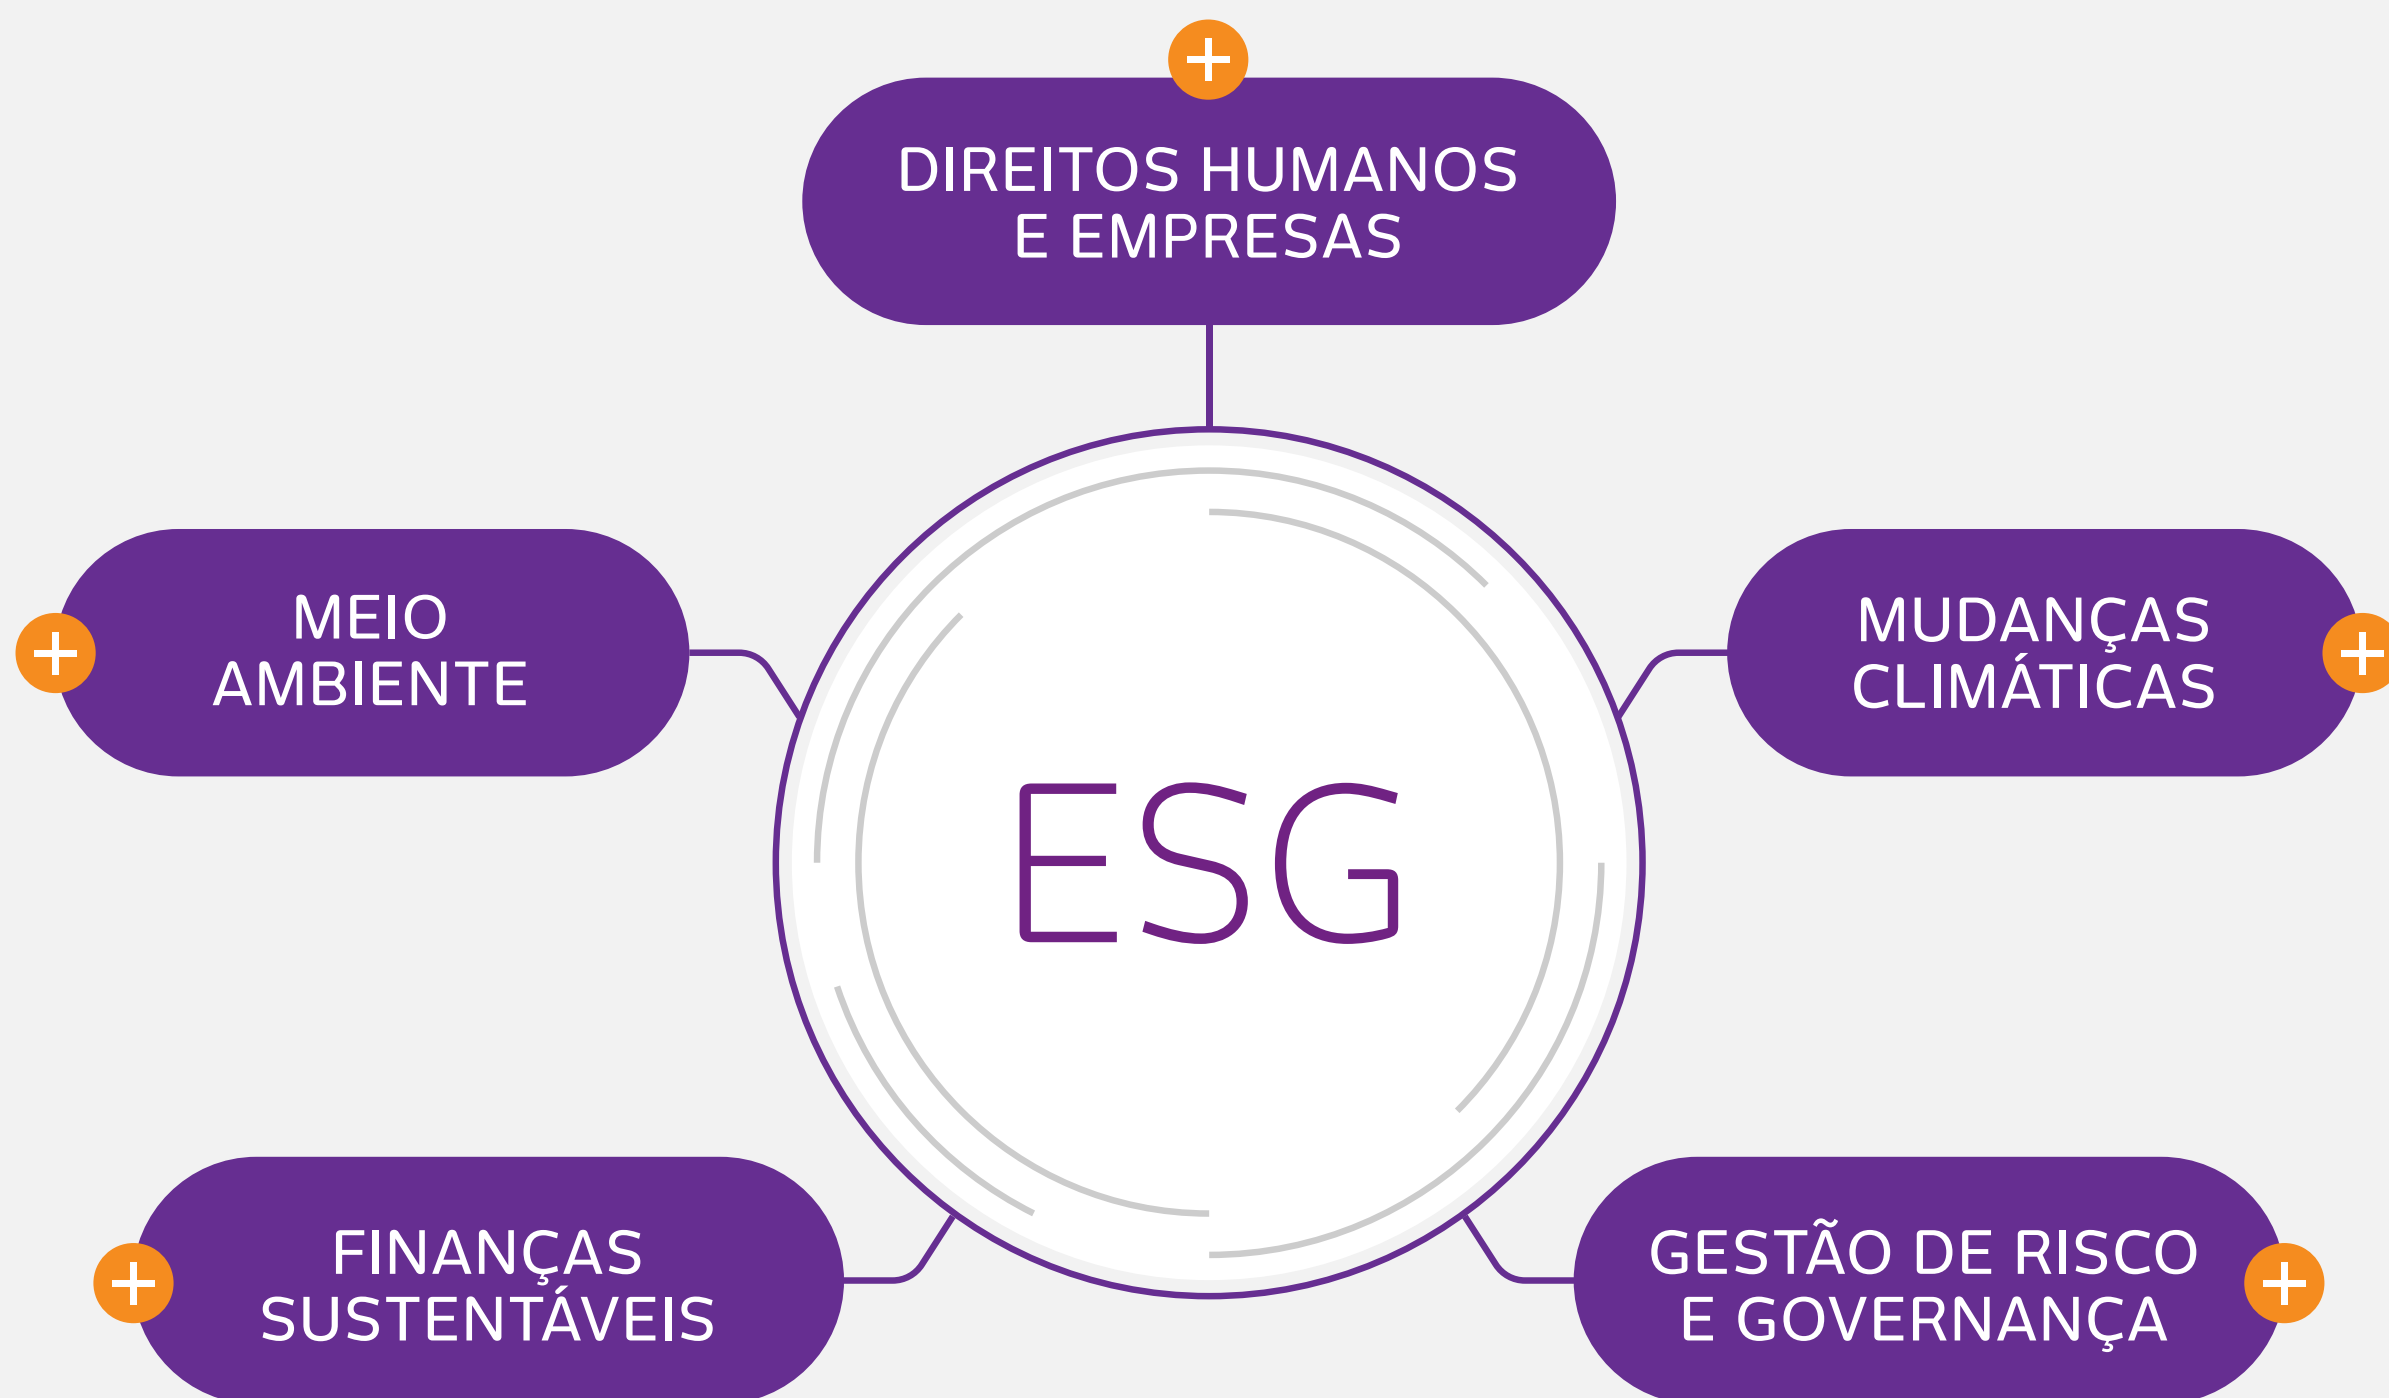 DIREITOS HUMANOS
E EMPRESAS
MEIO
AMBIENTE
MUDANÇAS
CLIMÁTICAS
ESG
FINANÇAS
SUSTENTÁVEIS
GESTÃO DE RISCO
E GOVERNANÇA